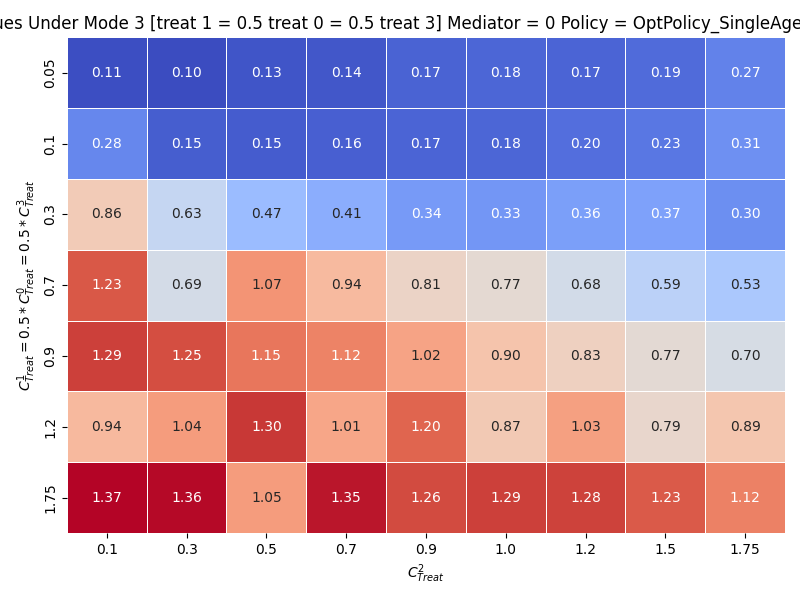 ues Under Mode 3 [treat 1 = 0.5 treat 0 = 0.5 treat 3] Mediator = 0 Policy = OptPolicy_SingleAge
0.05 0.11 0.10 0.13 0.14 0.17 0.18 0.17 0.19 0.27
0.1 0.28 0.15 0.15 0.16 0.17 0.18 0.20 0.23 0.31
0.3 0.86 0.63 0.47 0.41 0.34 0.33 0.36 0.37 0.30
0.7 1.23 0.69 1.07 0.94 0.81 0.77 0.68 0.59 0.53
0.9 1.29 1.25 1.15 1.12 1.02 0.90 0.83 0.77 0.70
1.2 0.94 1.04 1.30 1.01 1.20 0.87 1.03 0.79 0.89
1.75 1.37 1.36 1.05 1.35 1.26 1.29 1.28 1.23 1.12
0.1 0.3 0.5 0.7 0.9 1.0 1.2 1.5 1.75
$C^{2}_{Treat}$
$C^{1}_{Treat} = 0.5 * C^{0}_{Treat} = 0.5 * C^{3}_{Treat}$